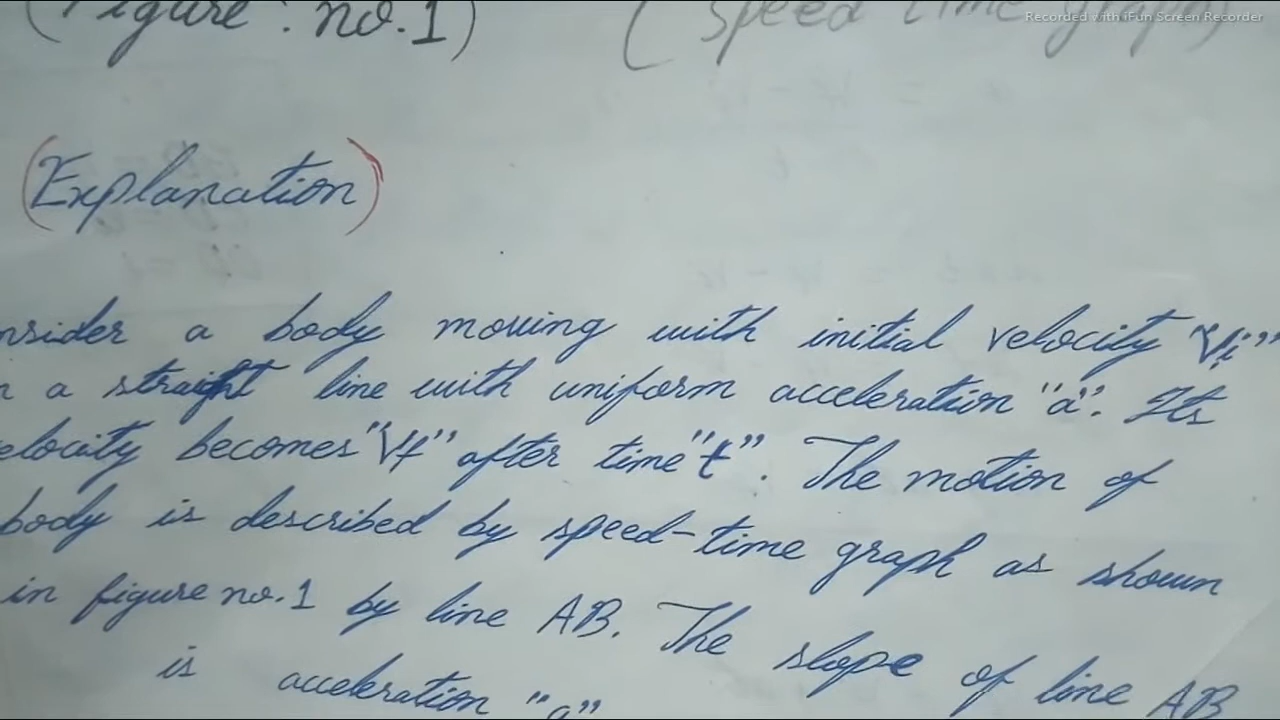 (Figure: no.1) (Speed time graph)
Recorded with iFun Screen Recorder
(Explanation)
nsider a body moving with initial velocity "Vi"
n a straight line with uniform acceleration "a". Its
elocity becomes "Vf" after time "t". The motion of
body is described by speed-time graph as shown
in figure no.1 by line AB. The slope of line AB
is acceleration "a"